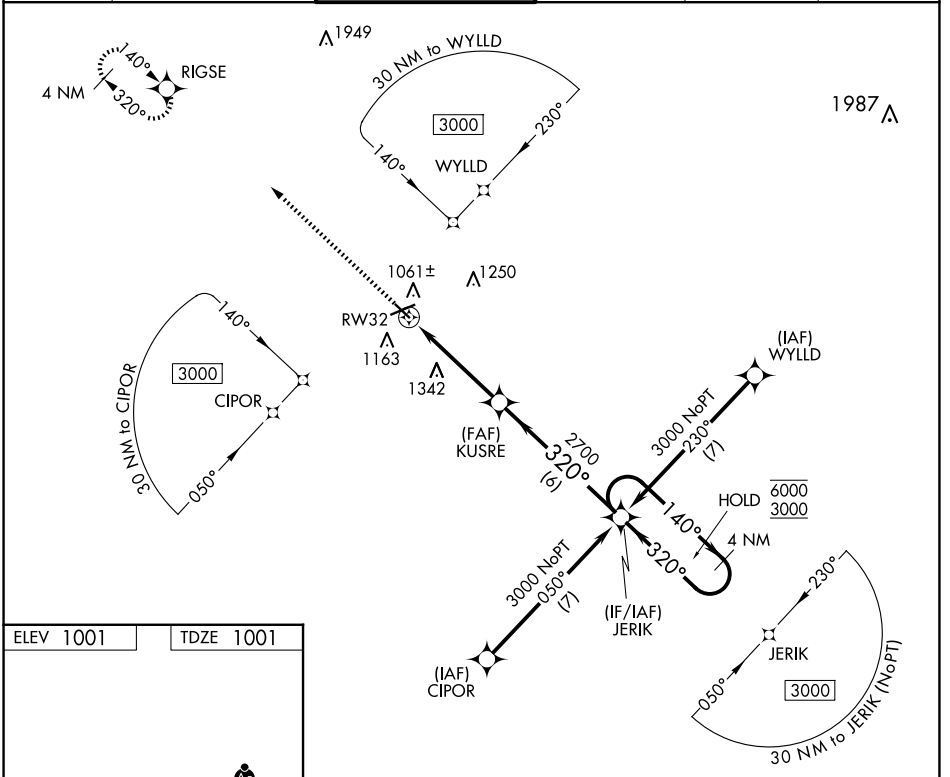 1949
30 NM to WYLLD
140°
RIGSE
4 NM
320°
3000
230°
1987
140°
WYLLD
1061±
1250
RW32
1163
1342
140°
30 NM to CIPOR
3000
CIPOR
050°
(IAF)
WYLLD
(FAF)
KUSRE
2700
320°
(6)
3000 NoPT
230°
(7)
HOLD
6000
3000
140°
4 NM
320°
3000 NoPT
050°
(7)
(IF/IAF)
JERIK
230°
JERIK
050°
3000
30 NM to JERIK (NoPT)
(IAF)
CIPOR
ELEV 1001
TDZE 1001